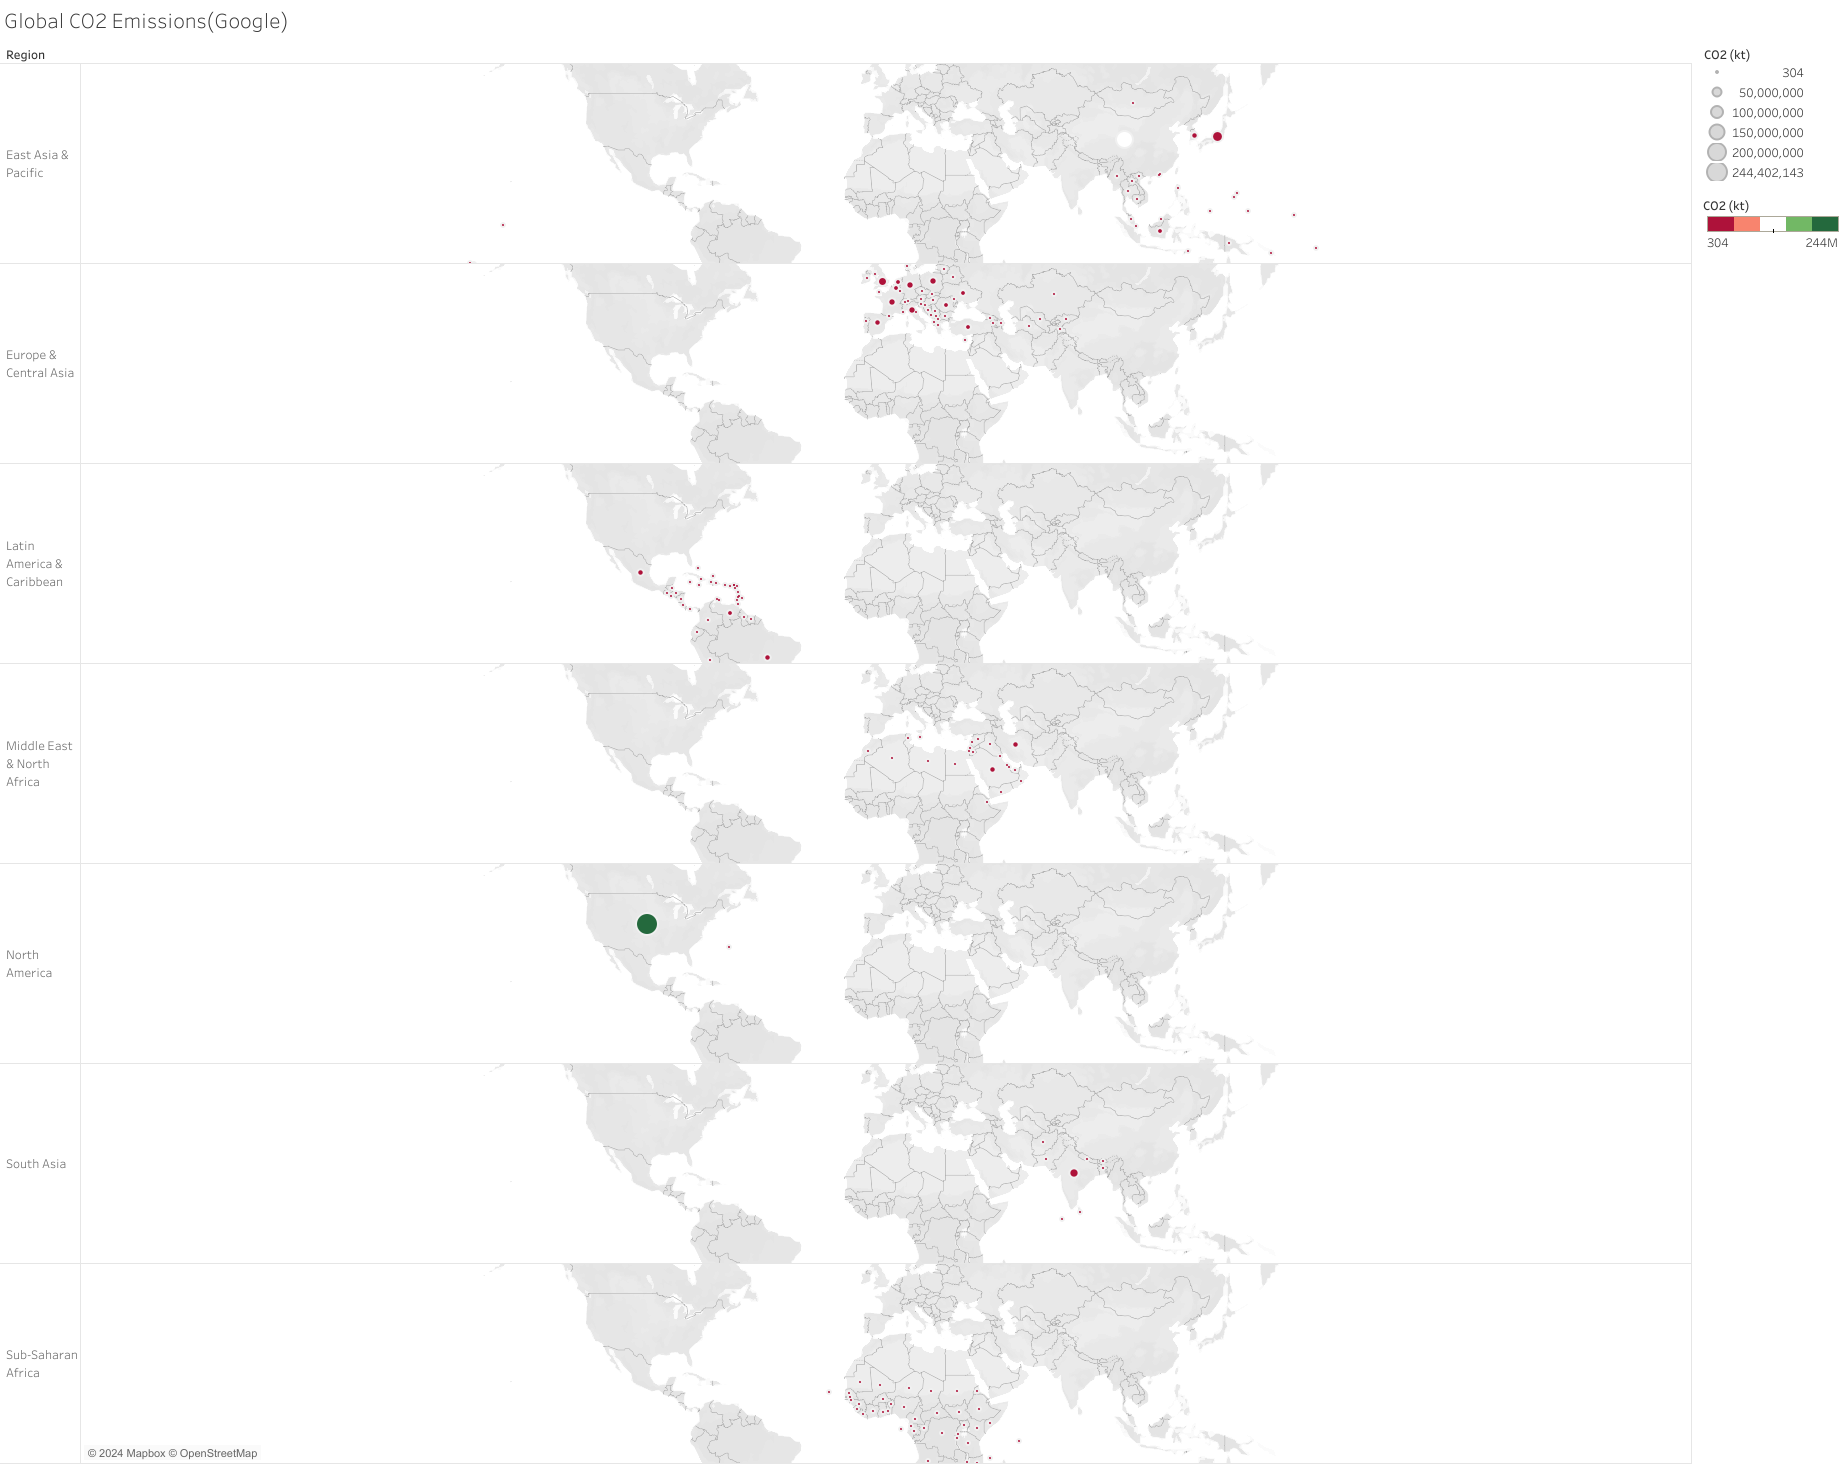 Global CO2 Emissions(Google)
Region
CO2 (kt)
304
50,000,000
100,000,000
150,000,000
200,000,000
244,402,143
CO2 (kt)
304 244M
East Asia &
Pacific
Europe &
Central Asia
Latin
America &
Caribbean
Middle East
& North
Africa
North
America
South Asia
Sub-Saharan
Africa
© 2024 Mapbox © OpenStreetMap